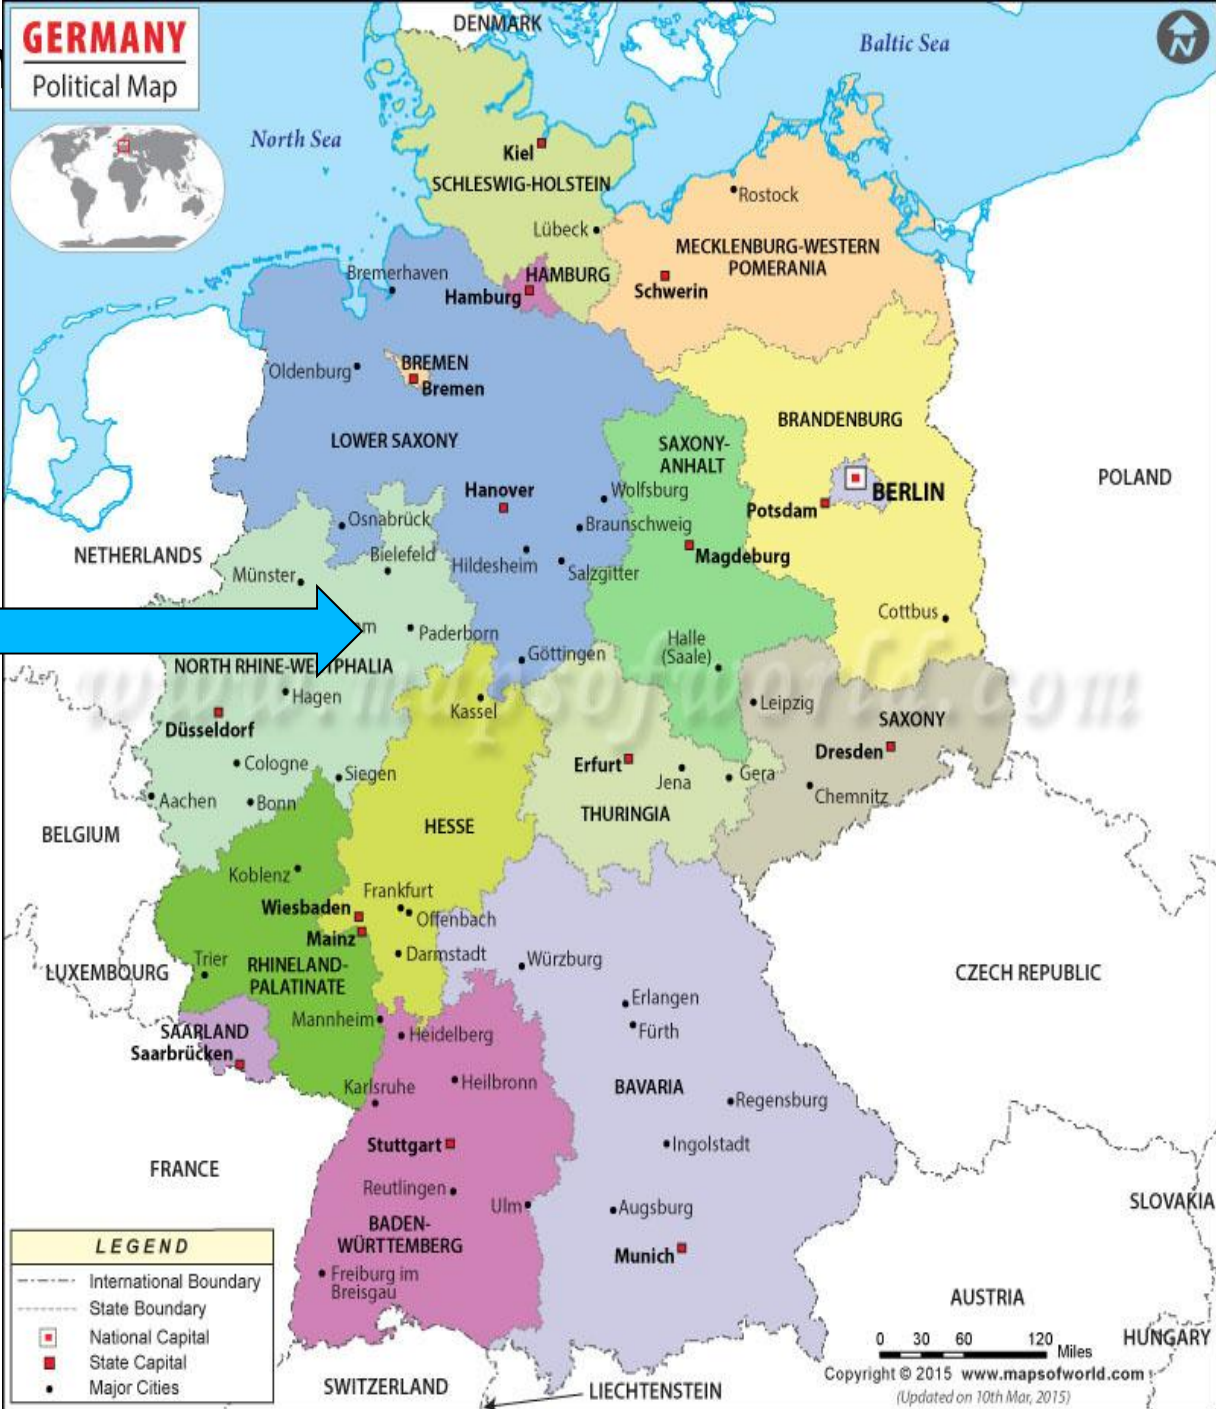 GERMANY
Political Map
DENMARK
Baltic Sea
N
North Sea
Kiel
SCHLESWIG-HOLSTEIN
Rostock
Lübeck
MECKLENBURG-WESTERN
POMERANIA
Bremerhaven
HAMBURG
Hamburg
Schwerin
Oldenburg
BREMEN
Bremen
BRANDENBURG
LOWER SAXONY
SAXONY-
ANHALT
POLAND
Hanover
Wolfsburg
BERLIN
Potsdam
Osnabrück
Braunschweig
NETHERLANDS
Bielefeld
Hildesheim
Salzgitter
Magdeburg
Münster
Cottbus
Paderborn
Halle
(Saale)
Göttingen
NORTH RHINE-WESTPHALIA
www.mapsofworld.com
Hagen
Kassel
Leipzig
SAXONY
Düsseldorf
Dresden
Cologne
Siegen
Erfurt
Jena
Gera
Aachen
Bonn
Chemnitz
BELGIUM
HESSE
THURINGIA
Koblenz
Frankfurt
Wiesbaden
Offenbach
Mainz
Darmstadt
Würzburg
Trier
LUXEMBOURG
RHINELAND-
PALATINATE
CZECH REPUBLIC
Erlangen
Mannheim
Fürth
SAARLAND
Heidelberg
Saarbrücken
Karlsruhe
Heilbronn
BAVARIA
Regensburg
Stuttgart
Ingolstadt
FRANCE
Reutlingen
Ulm
Augsburg
SLOVAKIA
BADEN-
WÜRTTEMBERG
Munich
Freiburg im
Breisgau
AUSTRIA
HUNGARY
LEGEND
International Boundary
State Boundary
National Capital
State Capital
Major Cities
SWITZERLAND
LIECHTENSTEIN
0 30 60 120
Miles
Copyright © 2015 www.mapsofworld.com
(Updated on 10th Mar, 2015)